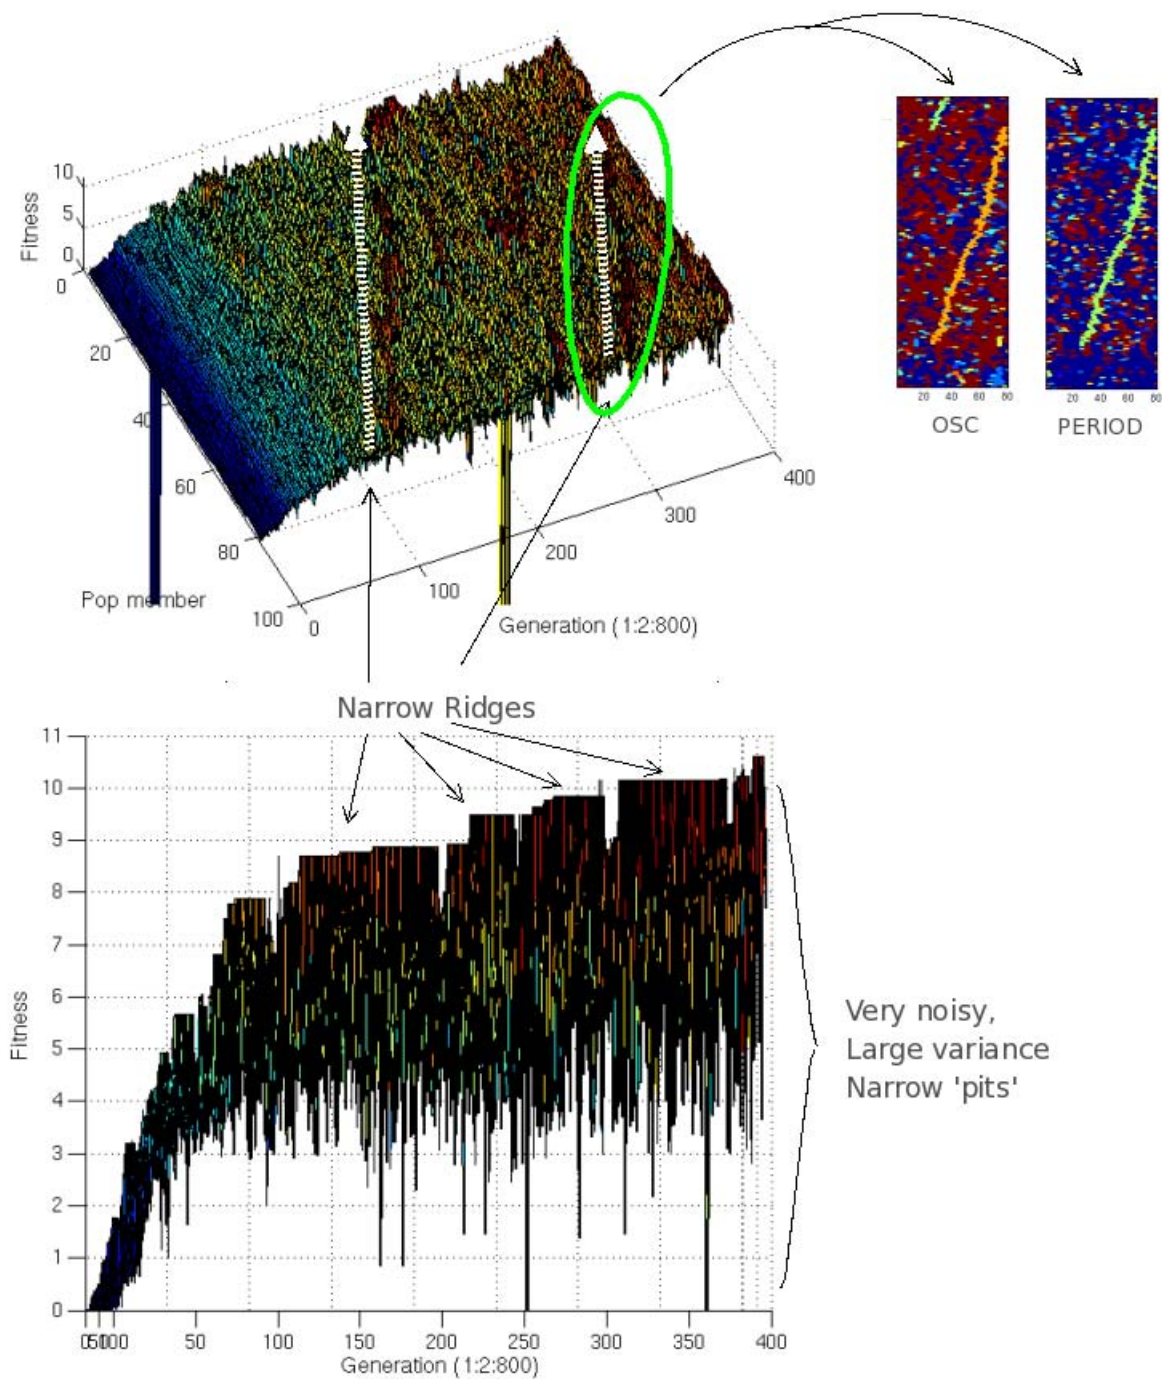 10
5
0
Fitness
0
20
40
60
80
100
Pop member
0
100
200
300
400
Generation (1:2:800)
20 40 60 80
OSC
20 40 60 80
PERIOD
Narrow Ridges
11
10
9
8
7
6
5
4
3
2
1
0
Fitness
50 100 150 200 250 300 350 400
Generation (1:2:800)
Very noisy,
Large variance
Narrow 'pits'